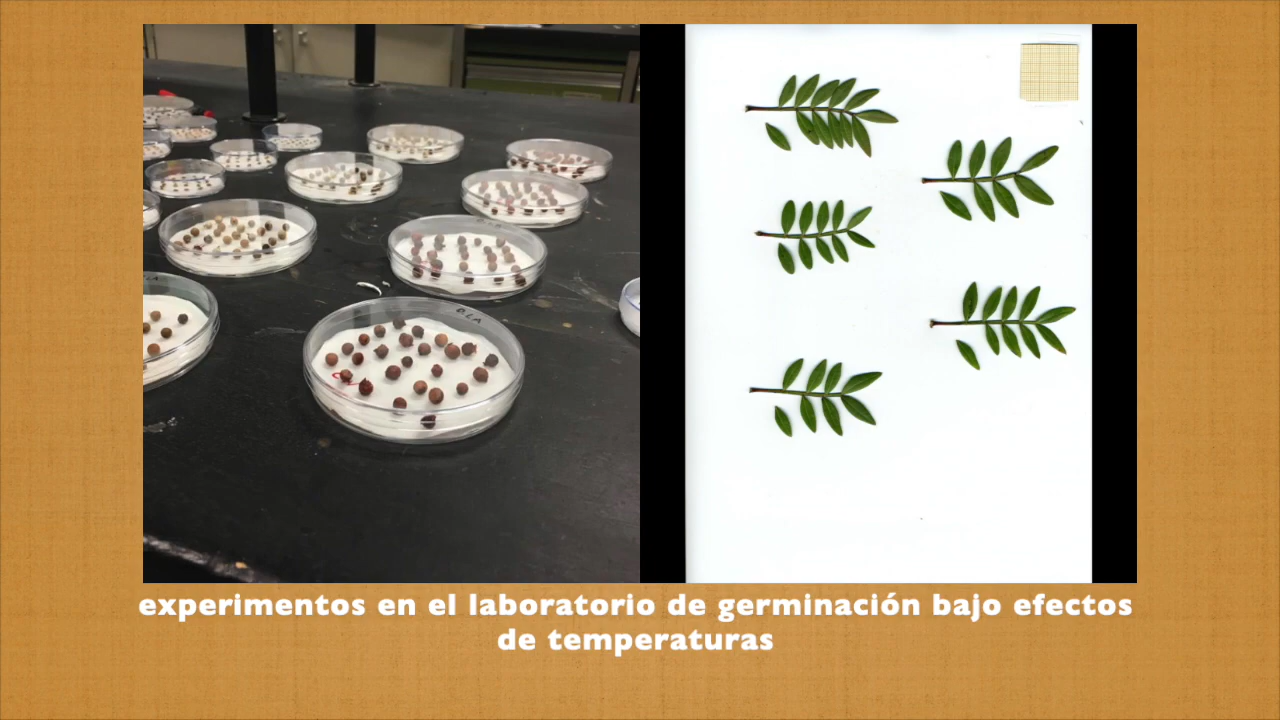 experimentos en el laboratorio de germinación bajo efectos
de temperaturas